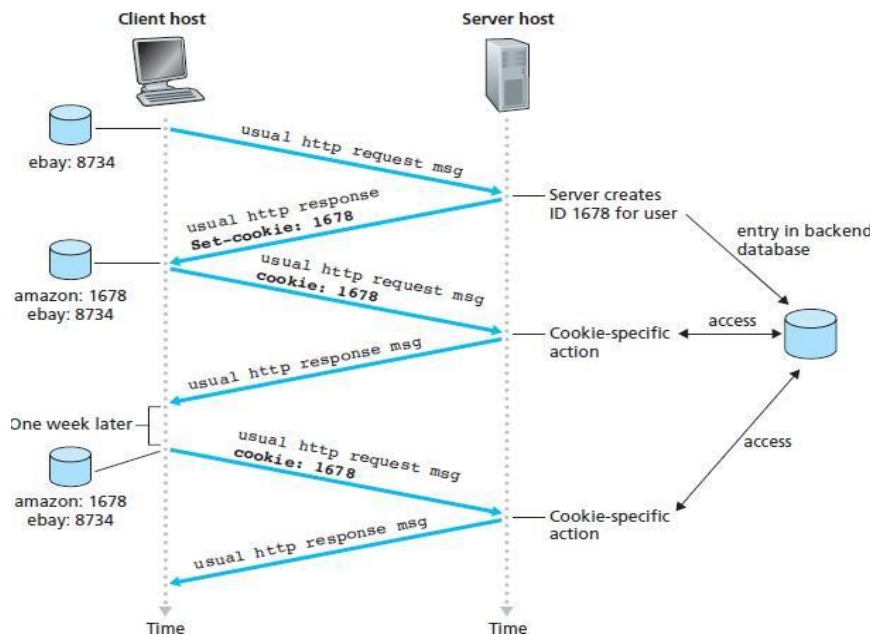 Client host
Server host
usual http request msg
ebay: 8734
Server creates
ID 1678 for user
usual http response
Set-cookie: 1678
entry in backend
database
usual http request msg
cookie: 1678
amazon: 1678
ebay: 8734
access
Cookie-specific
action
usual http response msg
One week later
usual http request msg
cookie: 1678
access
amazon: 1678
ebay: 8734
Cookie-specific
action
usual http response msg
Time
Time